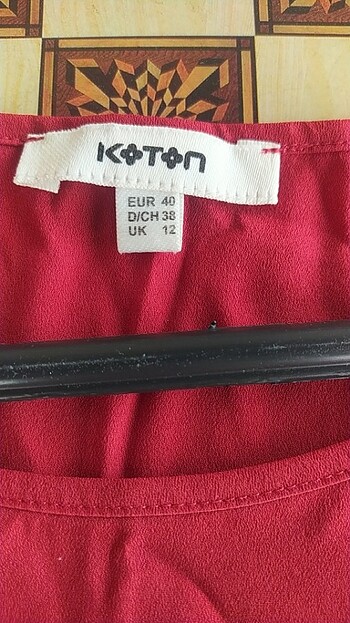 KOTON
EUR 40
D/CH 38
UK 12